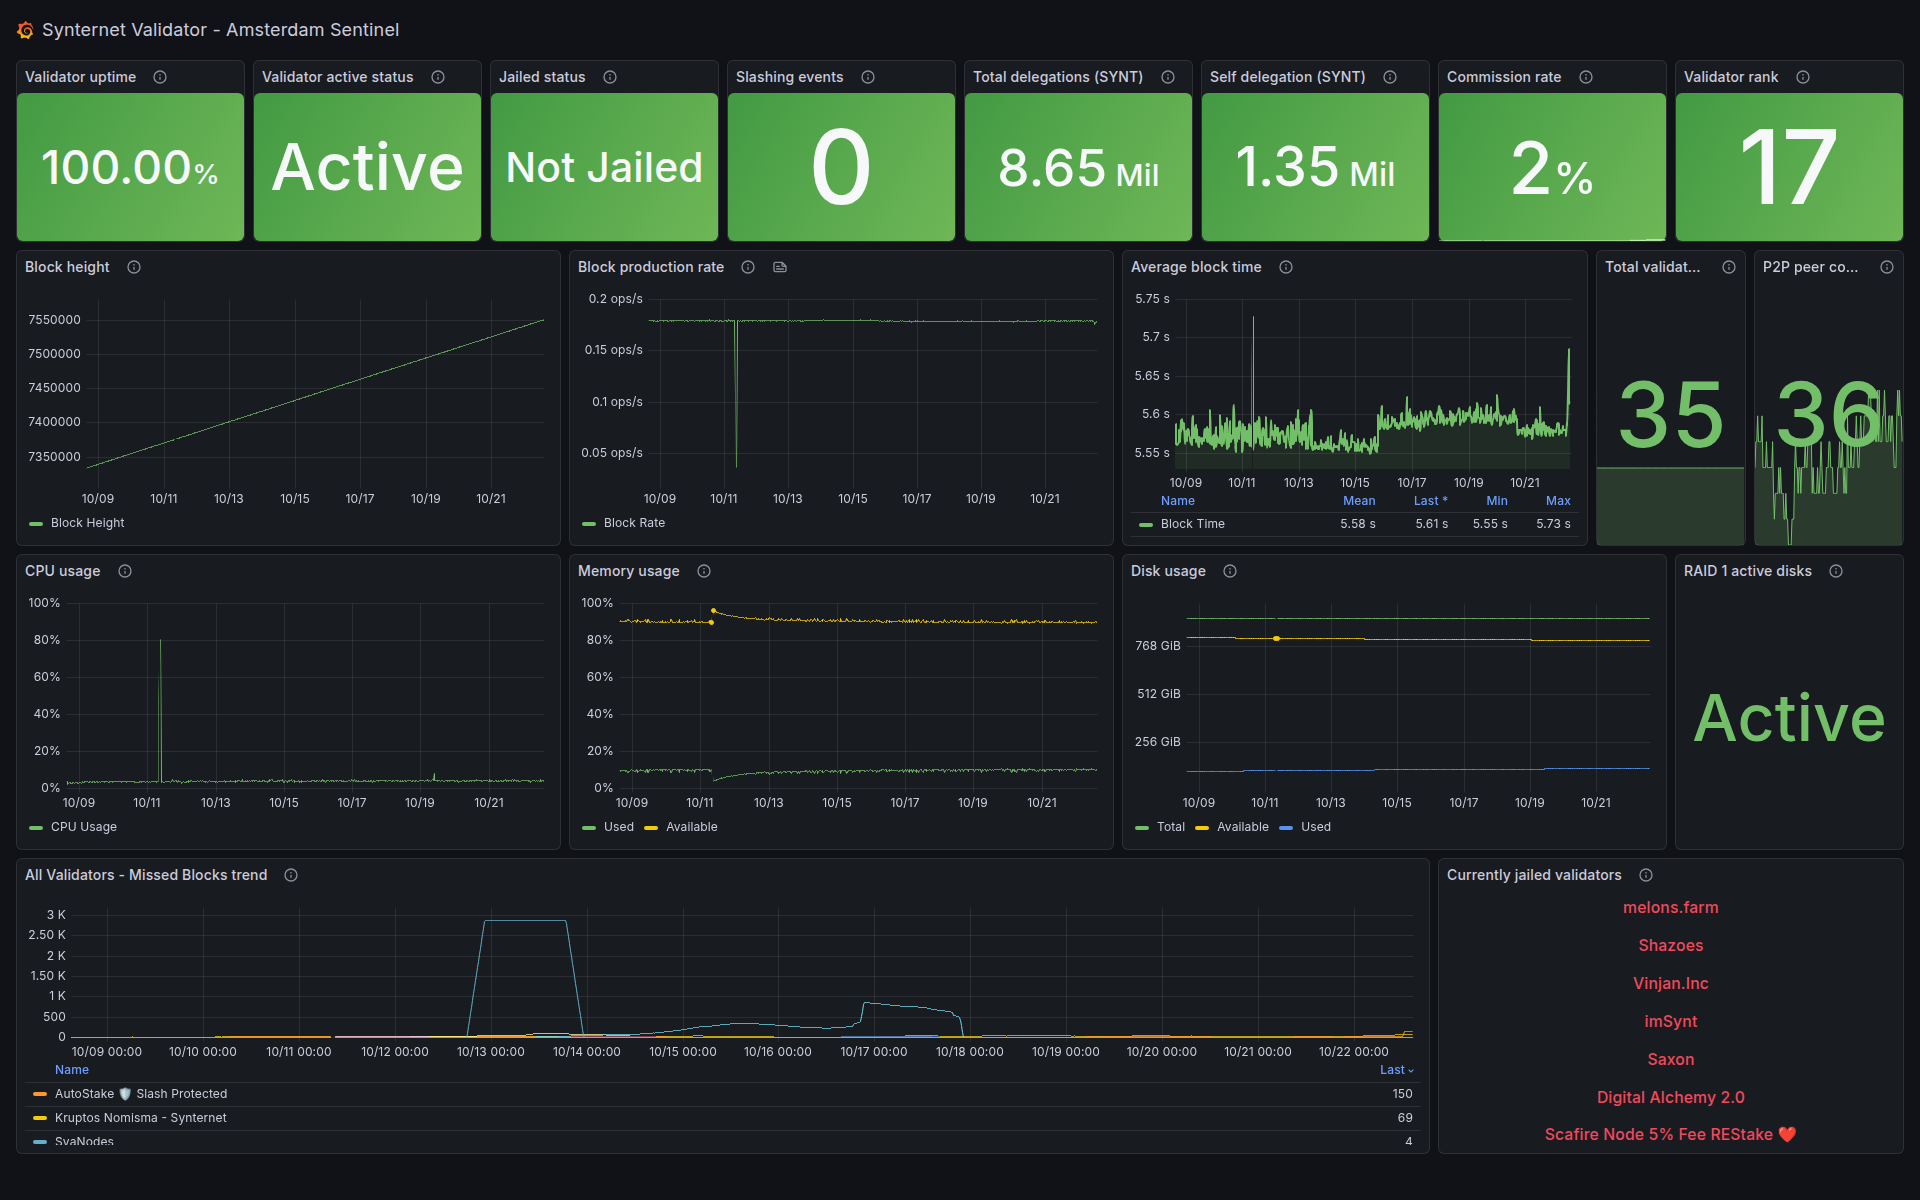 Synternet Validator - Amsterdam Sentinel
Validator uptime
Validator active status
Jailed status
Slashing events
Total delegations (SYNT)
Self delegation (SYNT)
Commission rate
Validator rank
100.00%
Active
Not Jailed
0
8.65 Mil
1.35 Mil
2%
17
Block height
7550000
7500000
7450000
7400000
7350000
10/09 10/11 10/13 10/15 10/17 10/19 10/21
Block Height
Block production rate
0.2 ops/s
0.15 ops/s
0.1 ops/s
0.05 ops/s
10/09 10/11 10/13 10/15 10/17 10/19 10/21
Block Rate
Average block time
5.75 s
5.7 s
5.65 s
5.6 s
5.55 s
10/09 10/11 10/13 10/15 10/17 10/19 10/21
Name Mean Last * Min Max
Block Time 5.58 s 5.61 s 5.55 s 5.73 s
Total validat...
35
P2P peer co...
36
CPU usage
100%
80%
60%
40%
20%
0%
10/09 10/11 10/13 10/15 10/17 10/19 10/21
CPU Usage
Memory usage
100%
80%
60%
40%
20%
0%
10/09 10/11 10/13 10/15 10/17 10/19 10/21
Used Available
Disk usage
768 GiB
512 GiB
256 GiB
10/09 10/11 10/13 10/15 10/17 10/19 10/21
Total Available Used
RAID 1 active disks
Active
All Validators - Missed Blocks trend
3 K
2.50 K
2 K
1.50 K
1 K
500
0
10/09 00:00 10/10 00:00 10/11 00:00 10/12 00:00 10/13 00:00 10/14 00:00 10/15 00:00 10/16 00:00 10/17 00:00 10/18 00:00 10/19 00:00 10/20 00:00 10/21 00:00 10/22 00:00
Name Last
AutoStake 🛡️ Slash Protected 150
Kruptos Nomisma - Synternet 69
SvaNodes 4
Currently jailed validators
melons.farm
Shazoes
Vinjan.Inc
imSynt
Saxon
Digital Alchemy 2.0
Scafire Node 5% Fee REStake ❤️